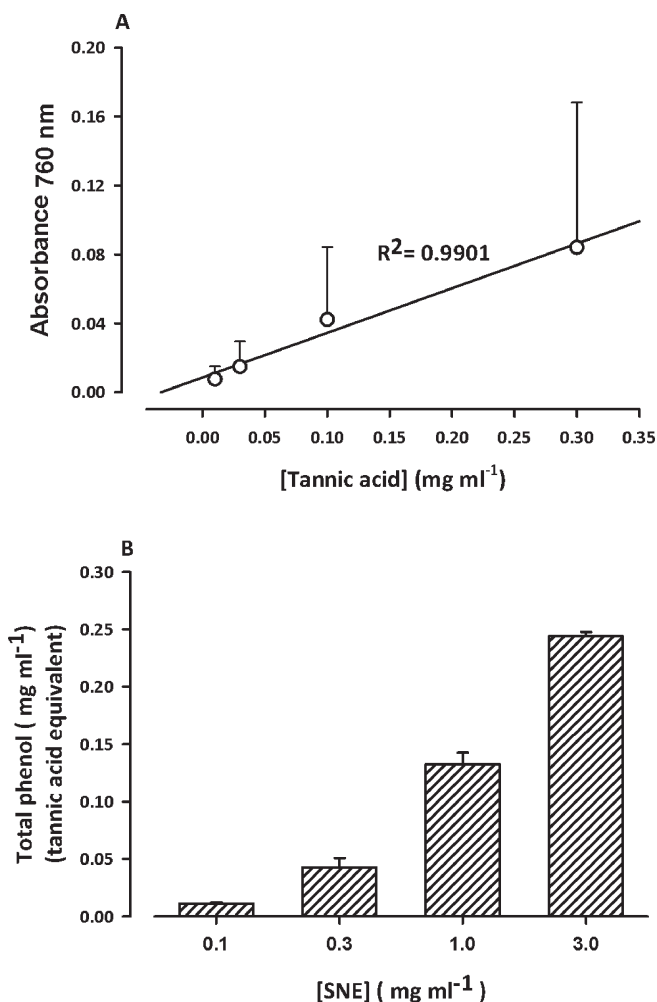 A
0.20
0.16
0.12
0.08
0.04
0.00
Absorbance 760 nm
R²= 0.9901
0.00 0.05 0.10 0.15 0.20 0.25 0.30 0.35
[Tannic acid] (mg ml⁻¹)
B
0.30
0.25
0.20
0.15
0.10
0.05
0.00
Total phenol ( mg ml⁻¹)
(tannic acid equivalent)
0.1 0.3 1.0 3.0
[SNE] ( mg ml⁻¹)